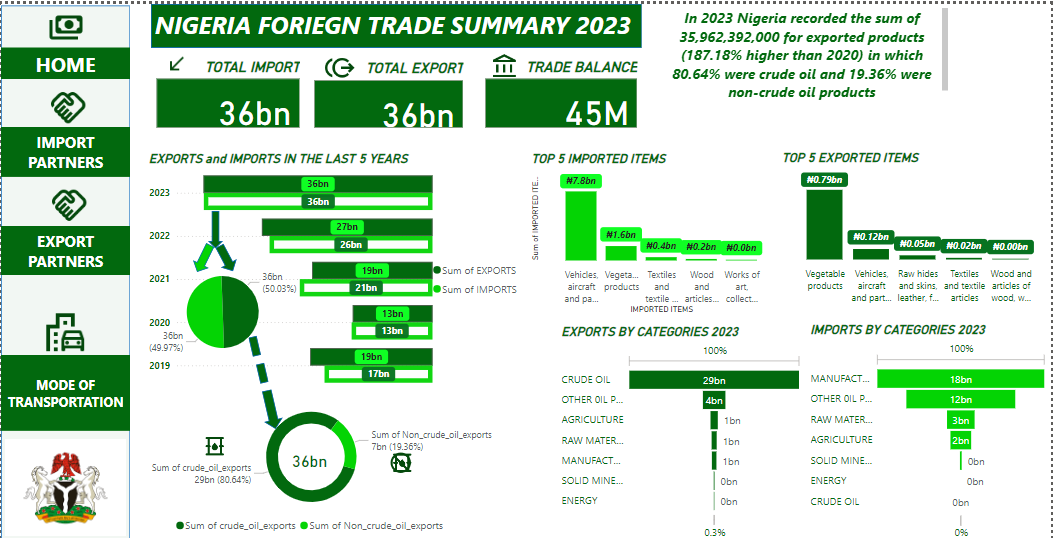 HOME
IMPORT
PARTNERS
EXPORT
PARTNERS
MODE OF
TRANSPORTATION
NIGERIA FORIEGN TRADE SUMMARY 2023
TOTAL IMPORT
36bn
TOTAL EXPORT
36bn
TRADE BALANCE
45M
In 2023 Nigeria recorded the sum of
35,962,392,000 for exported products
(187.18% higher than 2020) in which
80.64% were crude oil and 19.36% were
non-crude oil products
EXPORTS and IMPORTS IN THE LAST 5 YEARS
2023
36bn
36bn
2022
27bn
26bn
2021
19bn
21bn
2020
13bn
13bn
2019
19bn
17bn
Sum of EXPORTS
Sum of IMPORTS
36bn
(50.03%)
36bn
(49.97%)
Sum of Non_crude_oil_exports
7bn (19.36%)
36bn
Sum of crude_oil_exports
29bn (80.64%)
Sum of crude_oil_exports
Sum of Non_crude_oil_exports
TOP 5 IMPORTED ITEMS
Sum of IMPORTED ITE...
₦7.8bn
₦1.6bn
₦0.4bn
₦0.2bn
₦0.0bn
Vehicles,
aircraft
and pa...
Vegeta...
products
Textiles
and
textile ...
Wood
and
articles...
Works of
art,
collect...
IMPORTED ITEMS
TOP 5 EXPORTED ITEMS
₦0.79bn
₦0.12bn
₦0.05bn
₦0.02bn
₦0.00bn
Vegetable
products
Vehicles,
aircraft
and part...
Raw hides
and skins,
leather, f...
Textiles
and textile
articles
Wood and
articles of
wood, w...
EXPORTS BY CATEGORIES 2023
100%
CRUDE OIL
29bn
OTHER OIL P...
4bn
AGRICULTURE
1bn
RAW MATER...
1bn
MANUFACT...
1bn
SOLID MINE...
0bn
ENERGY
0bn
0.3%
IMPORTS BY CATEGORIES 2023
100%
MANUFACT...
18bn
OTHER OIL P...
12bn
RAW MATER...
3bn
AGRICULTURE
2bn
SOLID MINE...
0bn
ENERGY
0bn
CRUDE OIL
0bn
0%